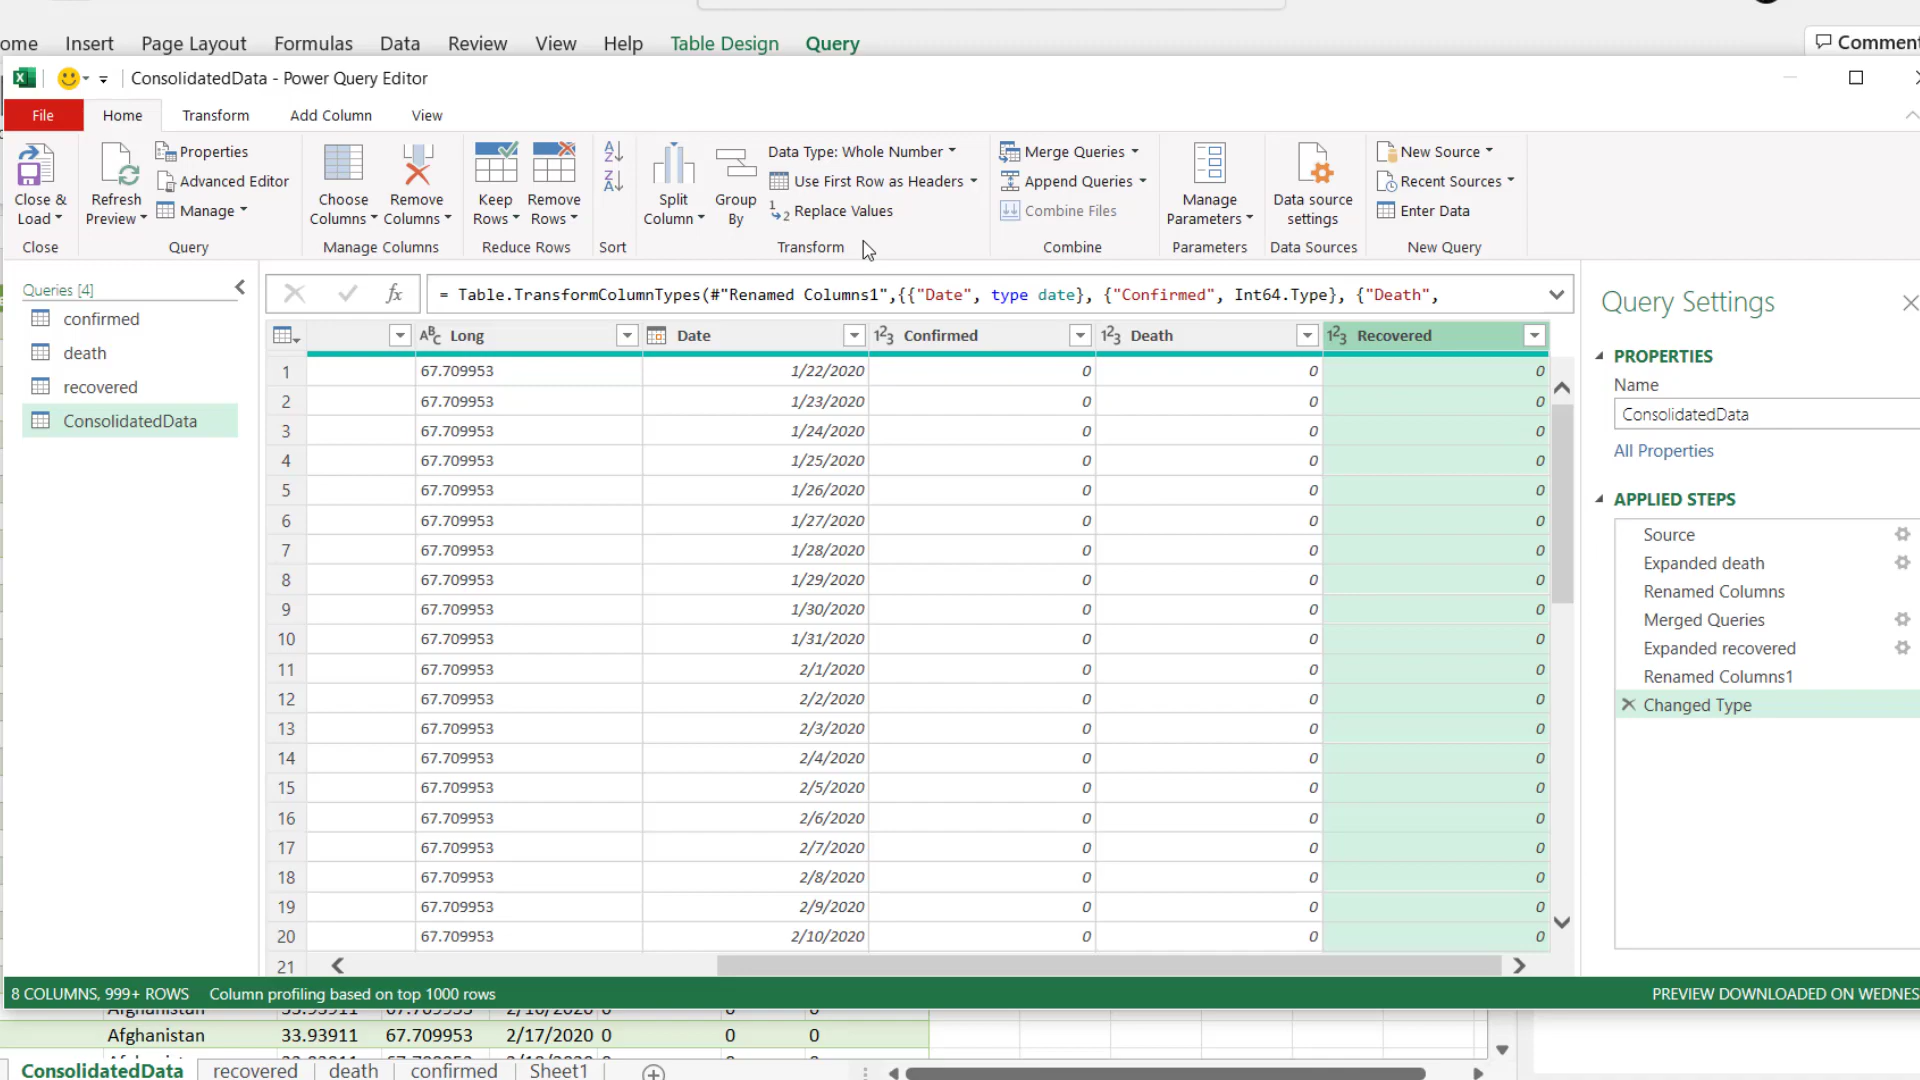 ome Insert Page Layout Formulas Data Review View Help Table Design Query Comment
ConsolidatedData - Power Query Editor
File Home Transform Add Column View
Close & Load
Close
Refresh Preview
Properties
Advanced Editor
Manage
Query
Choose Columns
Remove Columns
Manage Columns
Keep Rows
Remove Rows
Reduce Rows
Sort
Split Column
Group By
Data Type: Whole Number
Use First Row as Headers
Replace Values
Transform
Merge Queries
Append Queries
Combine Files
Combine
Manage Parameters
Parameters
Data source settings
Data Sources
New Source
Recent Sources
Enter Data
New Query
Queries [4]
confirmed
death
recovered
ConsolidatedData
fx = Table.TransformColumnTypes(#"Renamed Columns1",{{"Date", type date}, {"Confirmed", Int64.Type}, {"Death",
ABC Long Date 123 Confirmed 123 Death 123 Recovered
1 67.709953 1/22/2020 0 0 0
2 67.709953 1/23/2020 0 0 0
3 67.709953 1/24/2020 0 0 0
4 67.709953 1/25/2020 0 0 0
5 67.709953 1/26/2020 0 0 0
6 67.709953 1/27/2020 0 0 0
7 67.709953 1/28/2020 0 0 0
8 67.709953 1/29/2020 0 0 0
9 67.709953 1/30/2020 0 0 0
10 67.709953 1/31/2020 0 0 0
11 67.709953 2/1/2020 0 0 0
12 67.709953 2/2/2020 0 0 0
13 67.709953 2/3/2020 0 0 0
14 67.709953 2/4/2020 0 0 0
15 67.709953 2/5/2020 0 0 0
16 67.709953 2/6/2020 0 0 0
17 67.709953 2/7/2020 0 0 0
18 67.709953 2/8/2020 0 0 0
19 67.709953 2/9/2020 0 0 0
20 67.709953 2/10/2020 0 0 0
21
Query Settings
PROPERTIES
Name
ConsolidatedData
All Properties
APPLIED STEPS
Source
Expanded death
Renamed Columns
Merged Queries
Expanded recovered
Renamed Columns1
Changed Type
8 COLUMNS, 999+ ROWS Column profiling based on top 1000 rows PREVIEW DOWNLOADED ON WEDNES
Afghanistan 33.93911 67.709953 2/16/2020 0
Afghanistan 33.93911 67.709953 2/17/2020 0 0 0
ConsolidatedData recovered death confirmed Sheet1